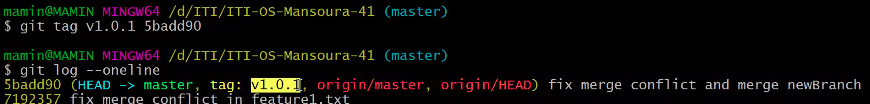 mamin@MAMIN MINGW64 /d/ITI/ITI-OS-Mansoura-41 (master)
$ git tag v1.0.1 5badd90
mamin@MAMIN MINGW64 /d/ITI/ITI-OS-Mansoura-41 (master)
$ git log --oneline
5badd90 (HEAD -> master, tag: v1.0.1, origin/master, origin/HEAD) fix merge conflict and merge newBranch
7192357 fix merge conflict in feature1.txt